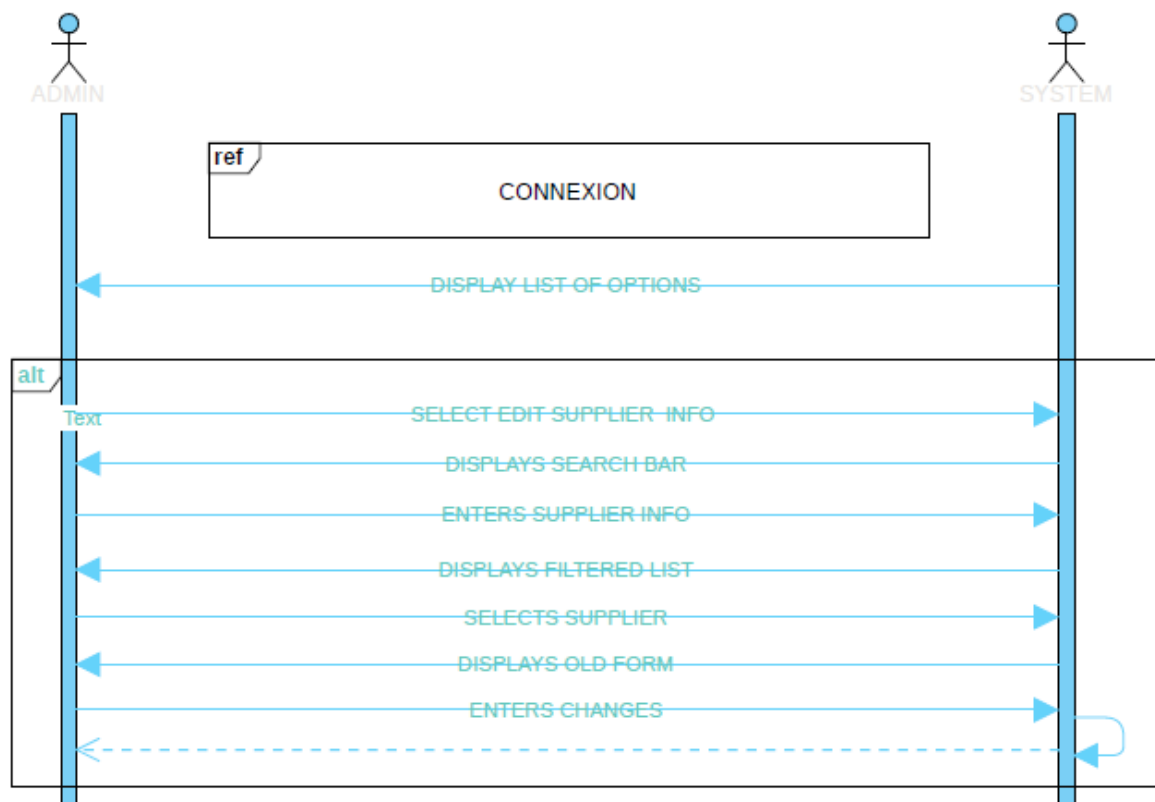 ADMIN
SYSTEM
ref
CONNEXION
DISPLAY LIST OF OPTIONS
alt
Text
SELECT EDIT SUPPLIER INFO
DISPLAYS SEARCH BAR
ENTERS SUPPLIER INFO
DISPLAYS FILTERED LIST
SELECTS SUPPLIER
DISPLAYS OLD FORM
ENTERS CHANGES